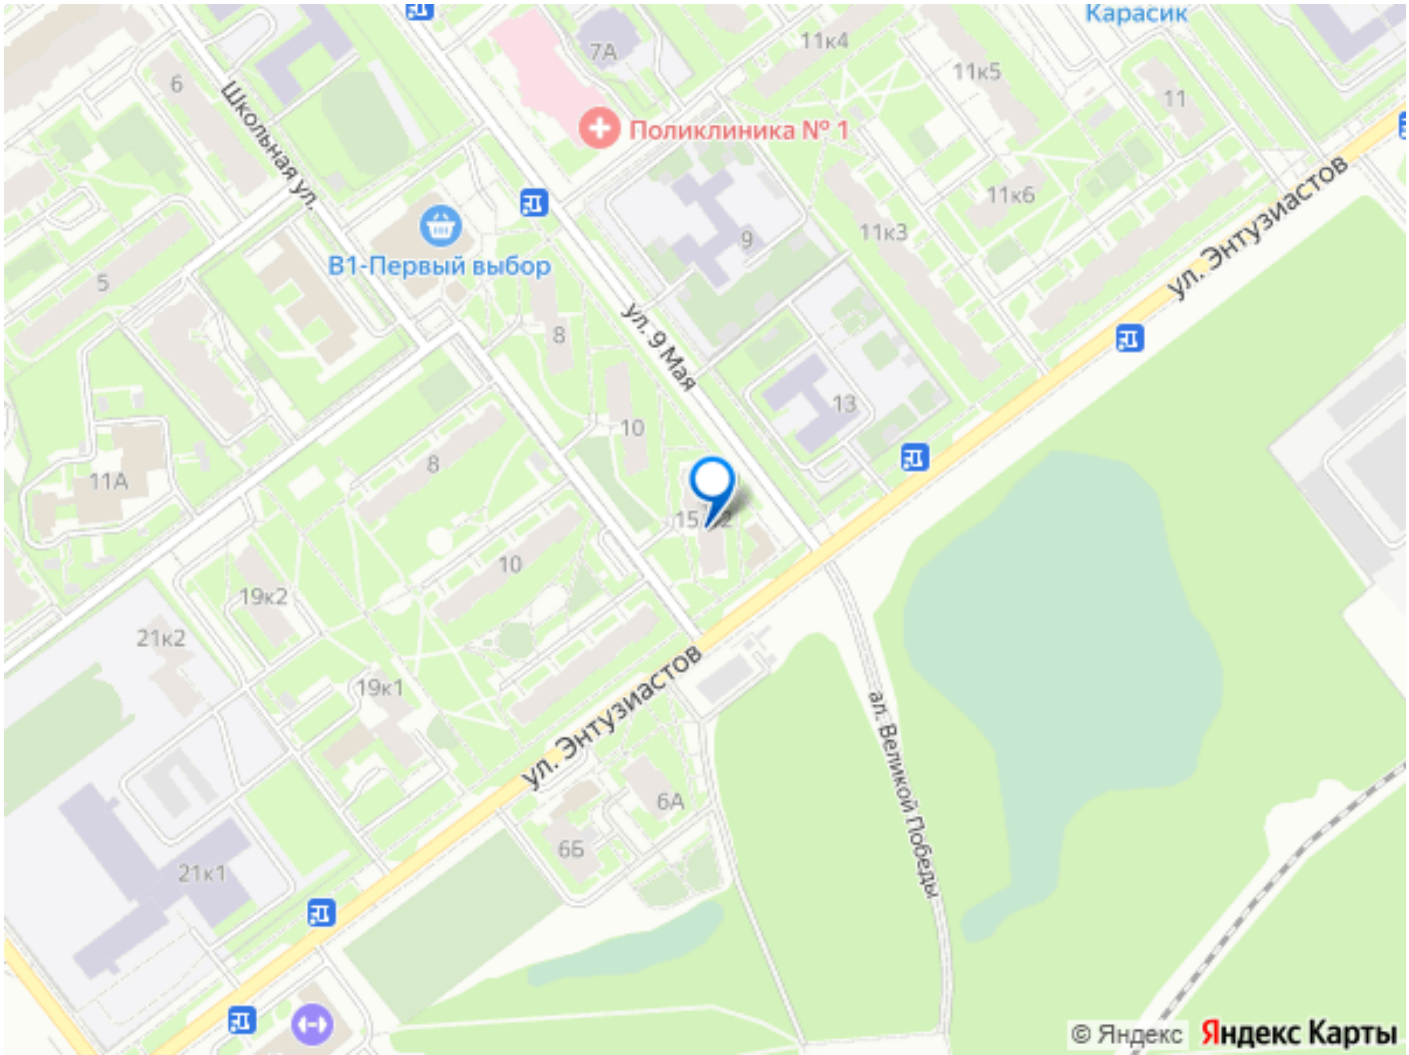 Карасик
7А
11к4
11к5
6
11
Школьная ул.
Поликлиника № 1
ул. Энтузиастов
11к6
9
11к3
В1-Первый выбор
5
8
ул. 9 Мая
13
10
8
11А
10
19к2
21к2
19к1
ул. Энтузиастов
ал. Великой Победы
6А
6Б
21к1
© Яндекс Яндекс Карты